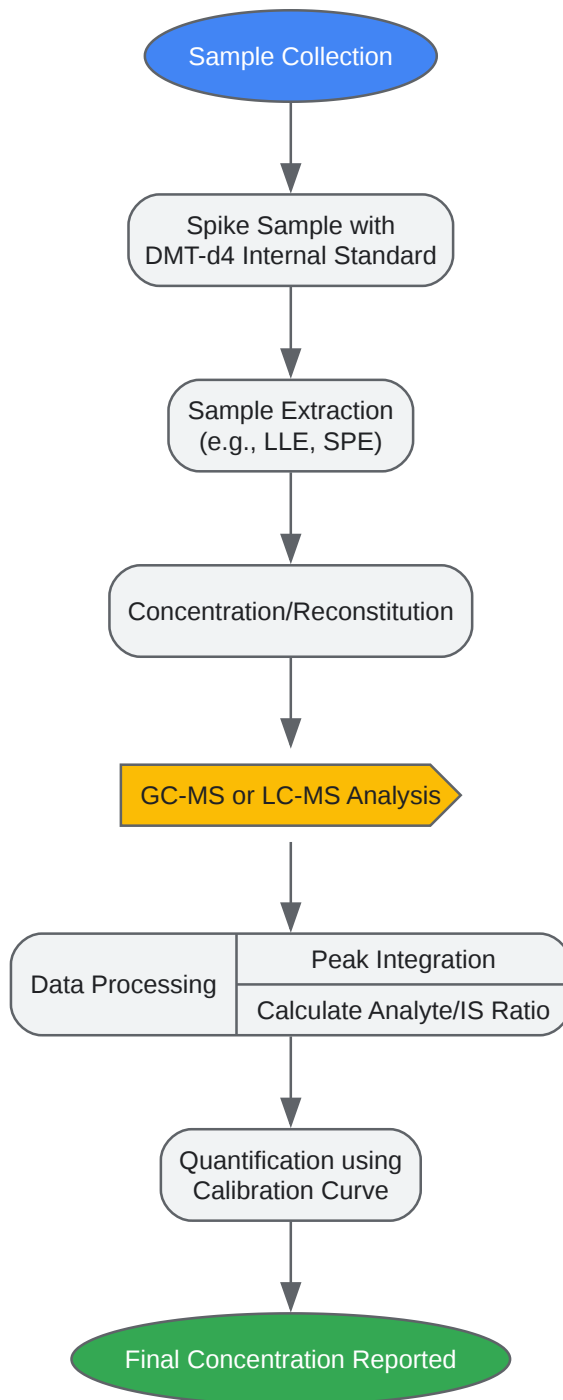 Sample Collection
Spike Sample with
DMT-d4 Internal Standard
Sample Extraction
(e.g., LLE, SPE)
Concentration/Reconstitution
GC-MS or LC-MS Analysis
Data Processing
Peak Integration
Calculate Analyte/IS Ratio
Quantification using
Calibration Curve
Final Concentration Reported